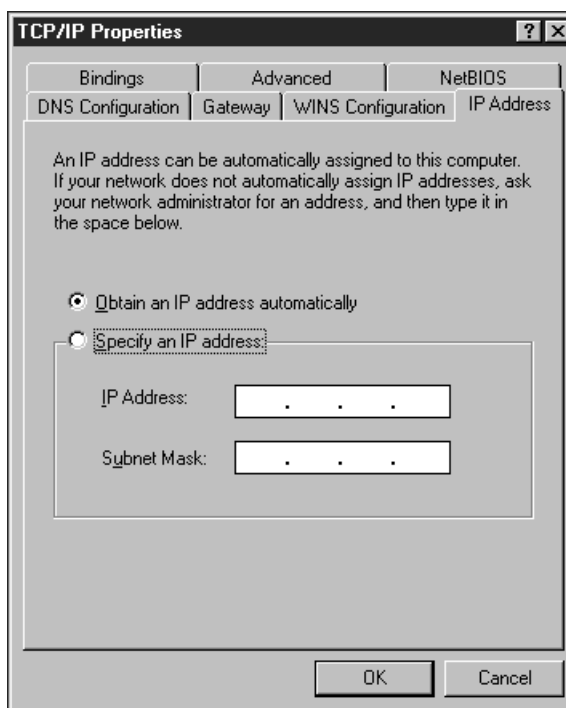 TCP/IP Properties
? X
Bindings Advanced NetBIOS
DNS Configuration Gateway WINS Configuration IP Address
An IP address can be automatically assigned to this computer.
If your network does not automatically assign IP addresses, ask
your network administrator for an address, and then type it in
the space below.
Obtain an IP address automatically
Specify an IP address:
IP Address: . . .
Subnet Mask: . . .
OK Cancel